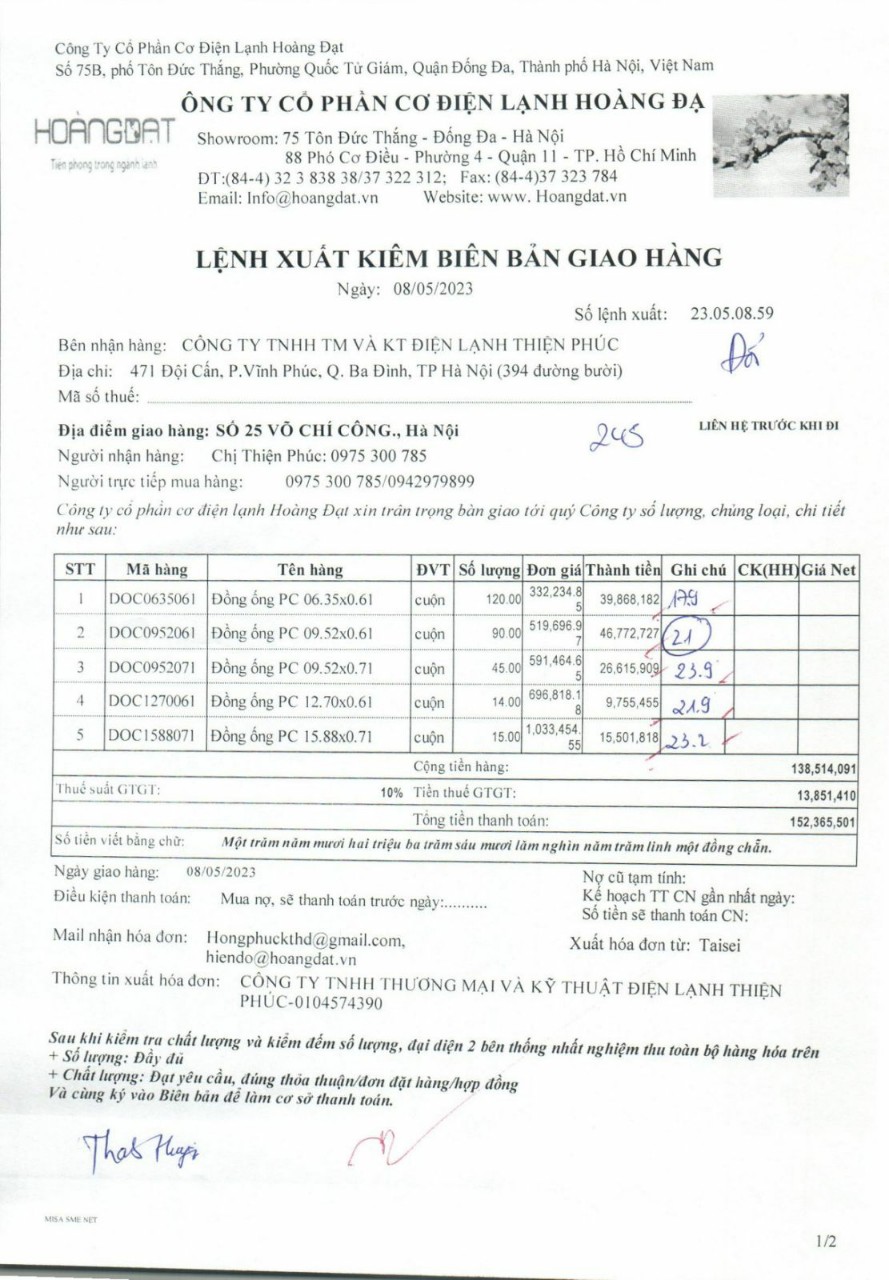 Công Ty Cổ Phần Cơ Điện Lạnh Hoàng Đạt
Số 75B, phố Tôn Đức Thắng, Phường Quốc Tử Giám, Quận Đống Đa, Thành phố Hà Nội, Việt Nam
ÔNG TY CỔ PHẦN CƠ ĐIỆN LẠNH HOÀNG ĐẠ
HOÀNGĐẠT
Tiên phong trong ngành lạnh
Showroom: 75 Tôn Đức Thắng - Đống Đa - Hà Nội
88 Phó Cơ Điều - Phường 4 - Quận 11 - TP. Hồ Chí Minh
ĐT:(84-4) 32 3 838 38/37 322 312; Fax: (84-4)37 323 784
Email: Info@hoangdat.vn Website: www. Hoangdat.vn
LỆNH XUẤT KIÊM BIÊN BẢN GIAO HÀNG
Ngày: 08/05/2023
Số lệnh xuất: 23.05.08.59
Bên nhận hàng: CÔNG TY TNHH TM VÀ KT ĐIỆN LẠNH THIỆN PHÚC
Địa chỉ: 471 Đội Cấn, P.Vĩnh Phúc, Q. Ba Đình, TP Hà Nội (394 đường bưởi)
Mã số thuế:
Địa điểm giao hàng: SỐ 25 VÕ CHÍ CÔNG., Hà Nội
245
LIÊN HỆ TRƯỚC KHI ĐI
Người nhận hàng: Chị Thiện Phúc: 0975 300 785
Người trực tiếp mua hàng: 0975 300 785/0942979899
Công ty cổ phần cơ điện lạnh Hoàng Đạt xin trân trọng bàn giao tới quý Công ty số lượng, chủng loại, chi tiết
như sau:
STT Mã hàng Tên hàng ĐVT Số lượng Đơn giá Thành tiền Ghi chú CK(HH) Giá Net
1 DOC0635061 Đồng ống PC 06.35x0.61 cuộn 120.00 332,234.85 39,868,182 179
2 DOC0952061 Đồng ống PC 09.52x0.61 cuộn 90.00 519,696.97 46,772,727 21
3 DOC0952071 Đồng ống PC 09.52x0.71 cuộn 45.00 591,464.65 26,615,909 23.9
4 DOC1270061 Đồng ống PC 12.70x0.61 cuộn 14.00 696,818.18 9,755,455 21.9
5 DOC1588071 Đồng ống PC 15.88x0.71 cuộn 15.00 1,033,454.55 15,501,818 23.2
Cộng tiền hàng: 138,514,091
Thuế suất GTGT: 10% Tiền thuế GTGT: 13,851,410
Tổng tiền thanh toán: 152,365,501
Số tiền viết bằng chữ: Một trăm năm mươi hai triệu ba trăm sáu mươi lăm nghìn năm trăm linh một đồng chẵn.
Ngày giao hàng: 08/05/2023
Nợ cũ tạm tính:
Điều kiện thanh toán: Mua nợ, sẽ thanh toán trước ngày:..........
Kế hoạch TT CN gần nhất ngày:
Số tiền sẽ thanh toán CN:
Mail nhận hóa đơn: Hongphuckthd@gmail.com,
hiendo@hoangdat.vn
Xuất hóa đơn từ: Taisei
Thông tin xuất hóa đơn: CÔNG TY TNHH THƯƠNG MẠI VÀ KỸ THUẬT ĐIỆN LẠNH THIỆN
PHÚC-0104574390
Sau khi kiểm tra chất lượng và kiểm đếm số lượng, đại diện 2 bên thống nhất nghiệm thu toàn bộ hàng hóa trên
+ Số lượng: Đầy đủ
+ Chất lượng: Đạt yêu cầu, đúng thỏa thuận/đơn đặt hàng/hợp đồng
Và cùng ký vào Biên bản để làm cơ sở thanh toán.
MISA SME NET
1/2